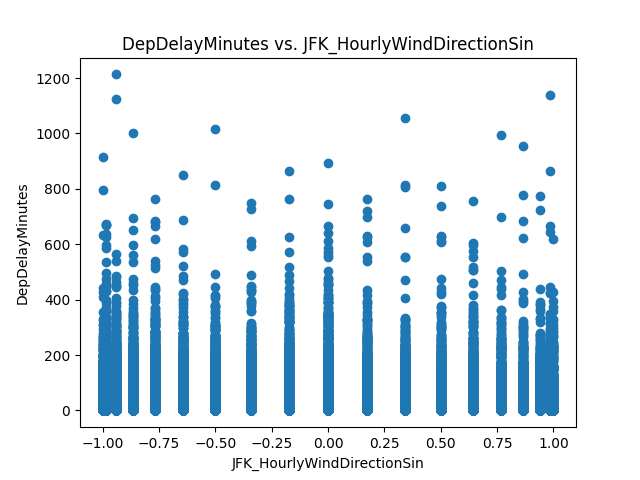 DepDelayMinutes vs. JFK_HourlyWindDirectionSin
1200
1000
800
600
400
200
0
DepDelayMinutes
−1.00 −0.75 −0.50 −0.25 0.00 0.25 0.50 0.75 1.00
JFK_HourlyWindDirectionSin